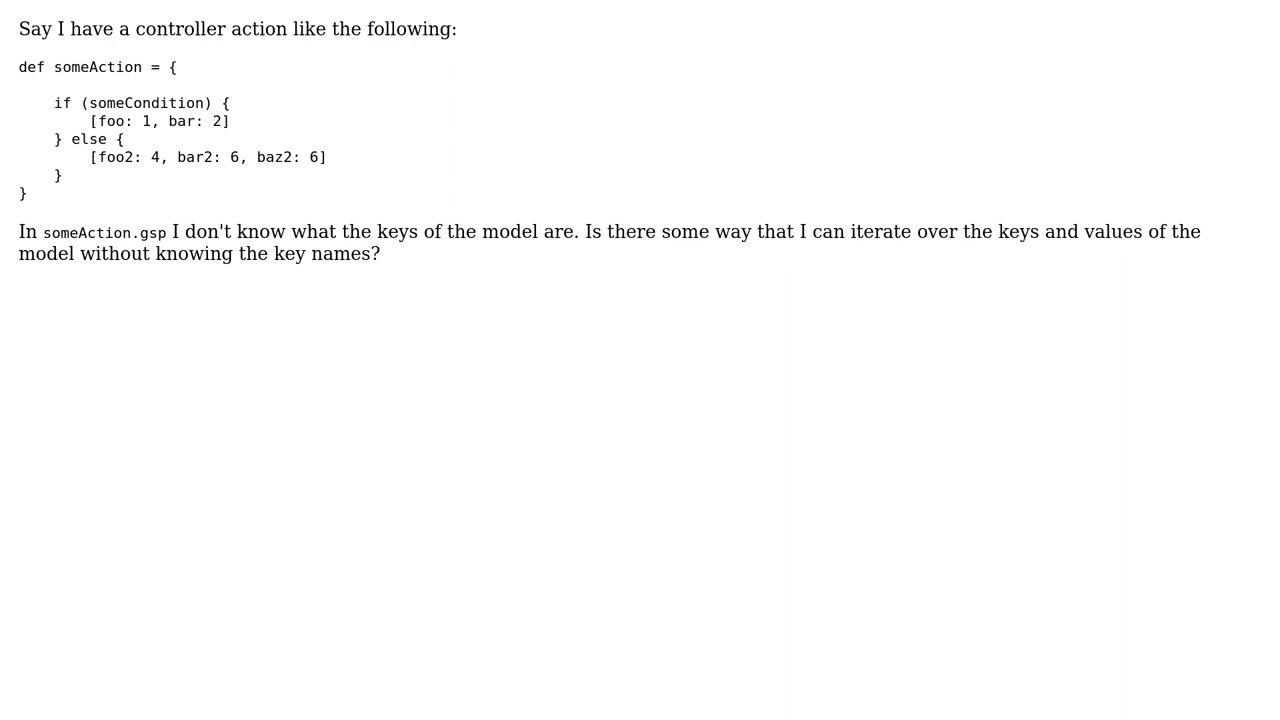 Say I have a controller action like the following:
def someAction = {
    if (someCondition) {
        [foo: 1, bar: 2]
    } else {
        [foo2: 4, bar2: 6, baz2: 6]
    }
}
In someAction.gsp I don't know what the keys of the model are. Is there some way that I can iterate over the keys and values of the
model without knowing the key names?